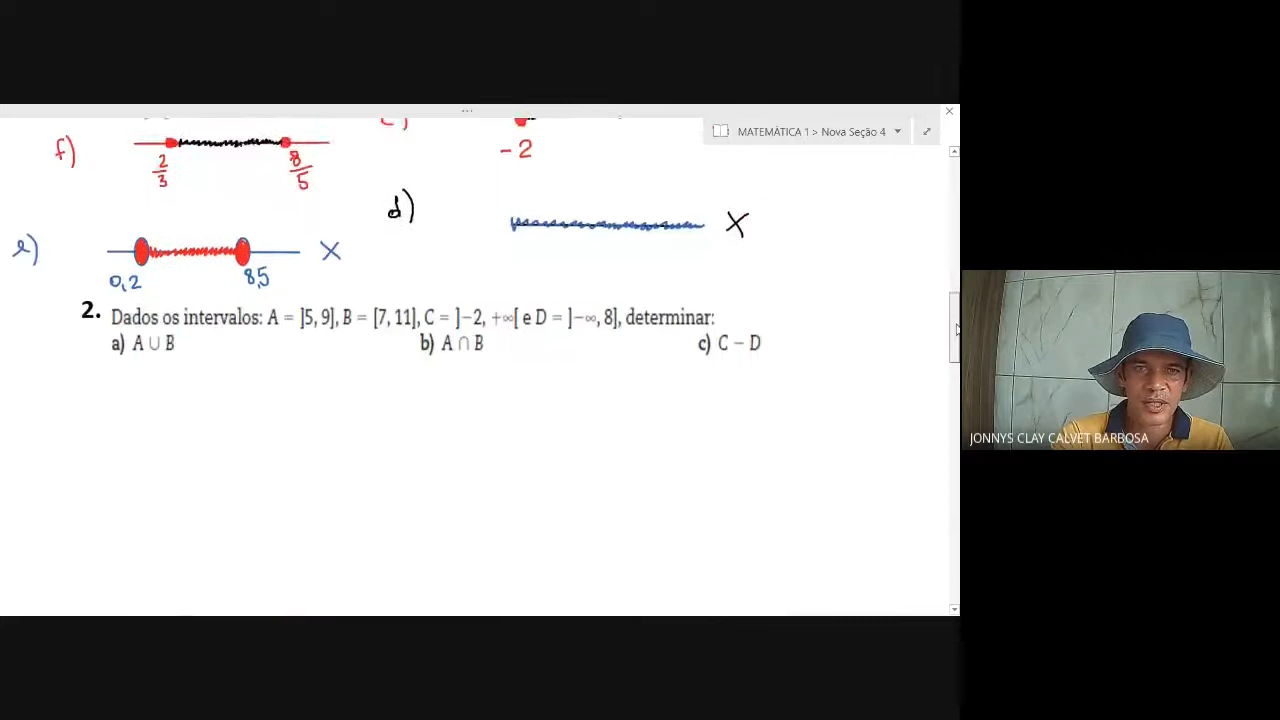 MATEMÁTICA 1 > Nova Seção 4
f)
2/3
8/5
c)
-2
d)
X
e)
X
0,2
8,5
2. Dados os intervalos: A = ]5, 9], B = [7, 11], C = ]−2, +∞[ e D = ]−∞, 8], determinar:
a) A ∪ B b) A ∩ B c) C − D
JONNYS CLAY CALVET BARBOSA